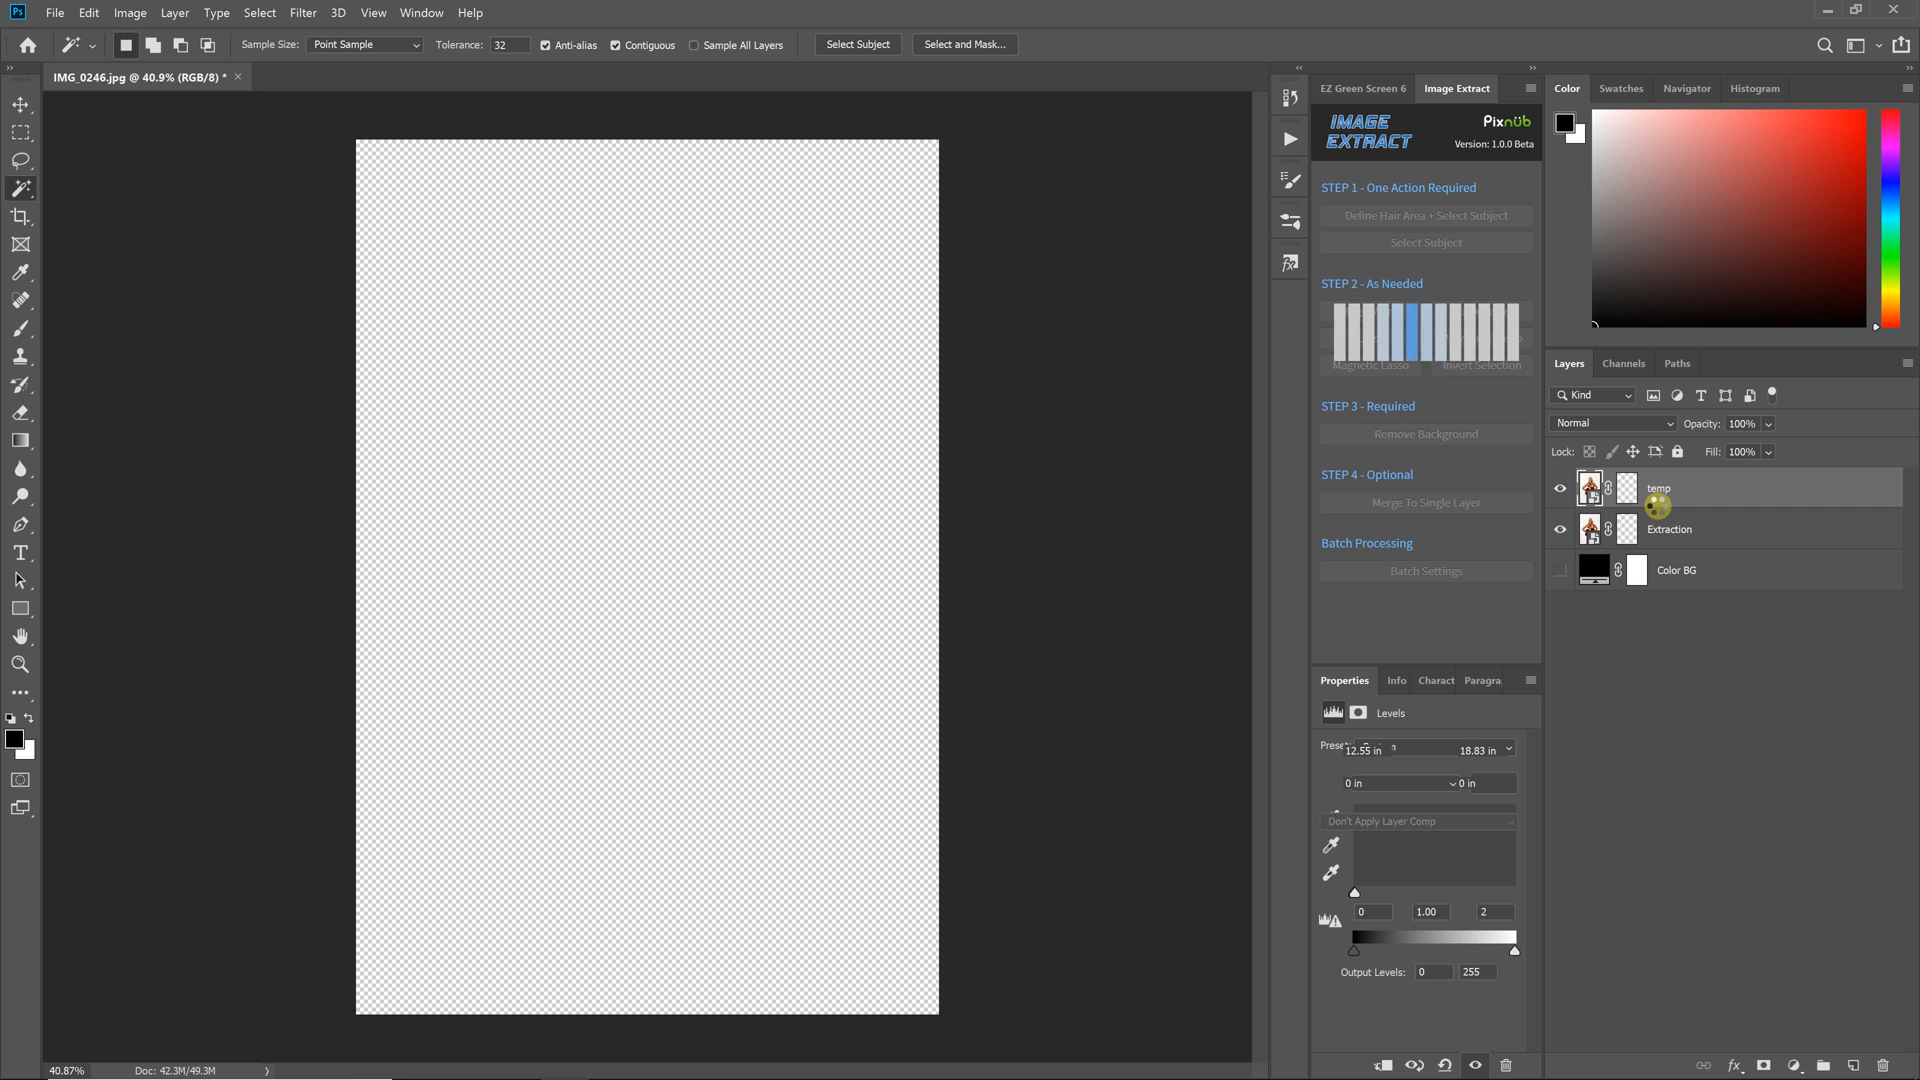 Ps File Edit Image Layer Type Select Filter 3D View Window Help
Sample Size: Point Sample Tolerance: 32 Anti-alias Contiguous Sample All Layers Select Subject Select and Mask...
IMG_0246.jpg @ 40.9% (RGB/8) *
EZ Green Screen 6 Image Extract
IMAGE EXTRACT
Pixnub
Version: 1.0.0 Beta
STEP 1 - One Action Required
Define Hair Area + Select Subject
Select Subject
STEP 2 - As Needed
Magnetic Lasso Invert Selection
STEP 3 - Required
Remove Background
STEP 4 - Optional
Merge To Single Layer
Batch Processing
Batch Settings
Properties Info Charact Paragra
Levels
12.55 in 18.83 in
0 in 0 in
Don't Apply Layer Comp
0 1.00 2
Output Levels: 0 255
Color Swatches Navigator Histogram
Layers Channels Paths
Kind
Normal Opacity: 100%
Lock: Fill: 100%
temp
Extraction
Color BG
fx
40.87% Doc: 42.3M/49.3M